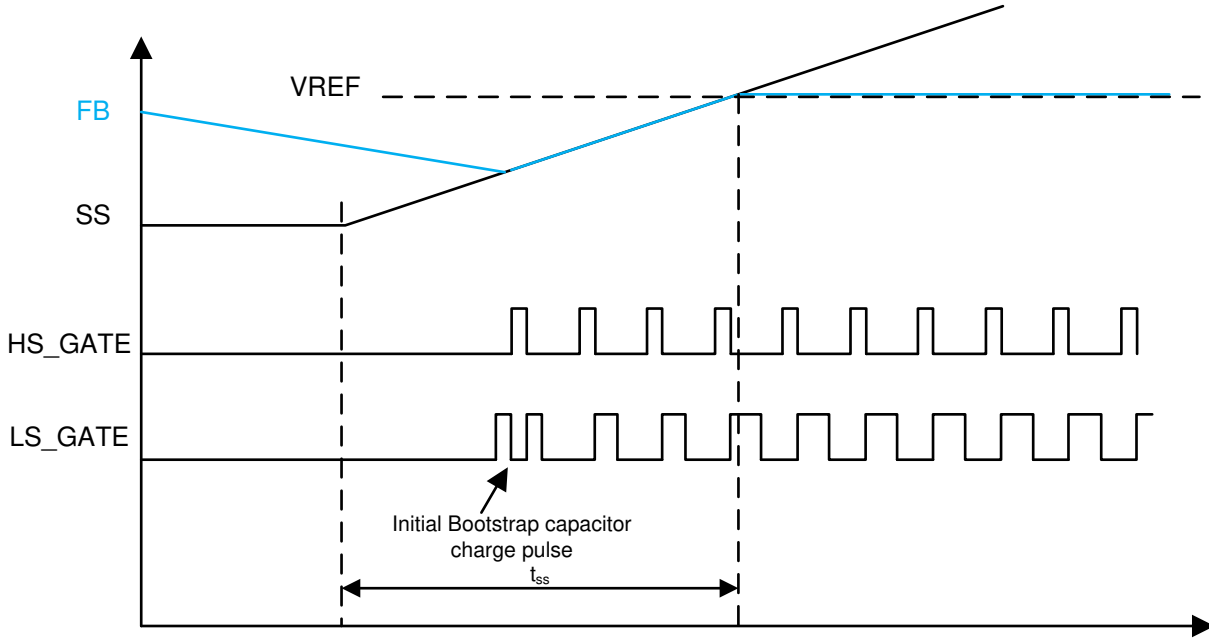 VREF
FB
SS
HS_GATE
LS_GATE
Initial Bootstrap capacitor
charge pulse
tss